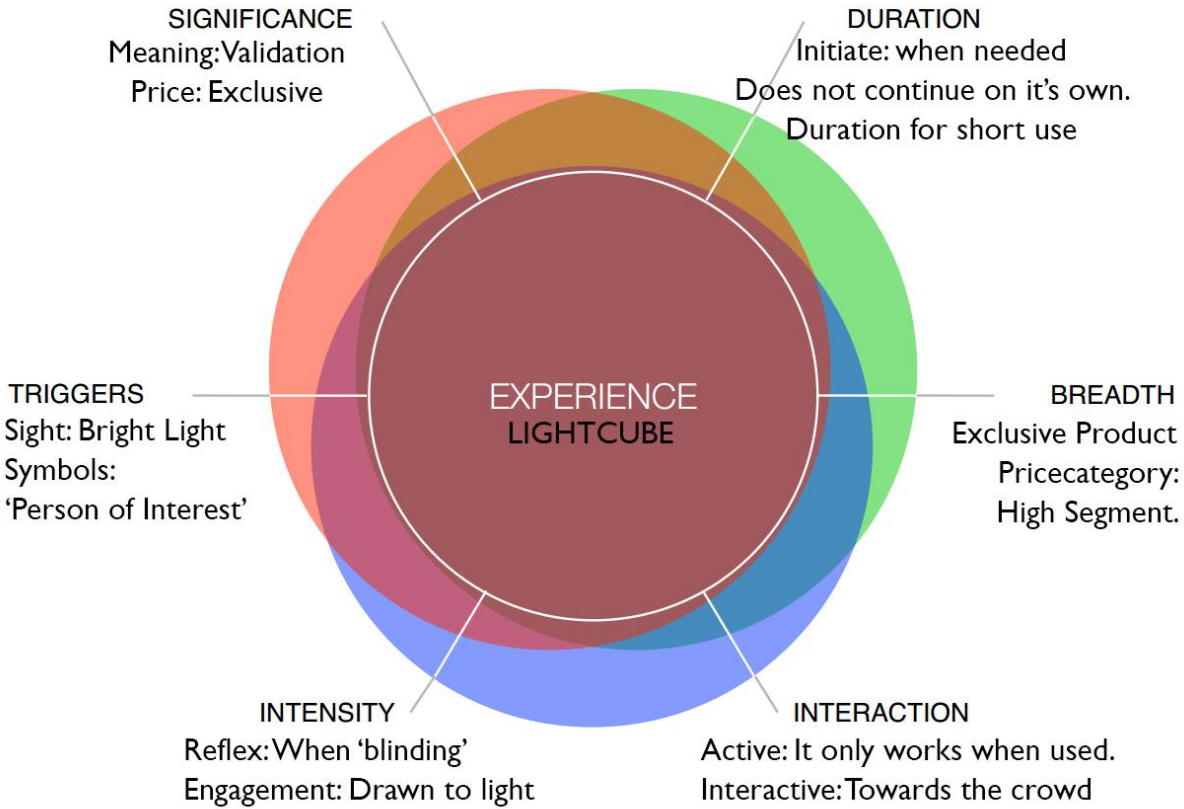 SIGNIFICANCE
Meaning: Validation
Price: Exclusive
DURATION
Initiate: when needed
Does not continue on it's own.
Duration for short use
TRIGGERS
Sight: Bright Light
Symbols:
'Person of Interest'
EXPERIENCE
LIGHTCUBE
BREADTH
Exclusive Product
Pricecategory:
High Segment.
INTENSITY
Reflex: When 'blinding'
Engagement: Drawn to light
INTERACTION
Active: It only works when used.
Interactive: Towards the crowd